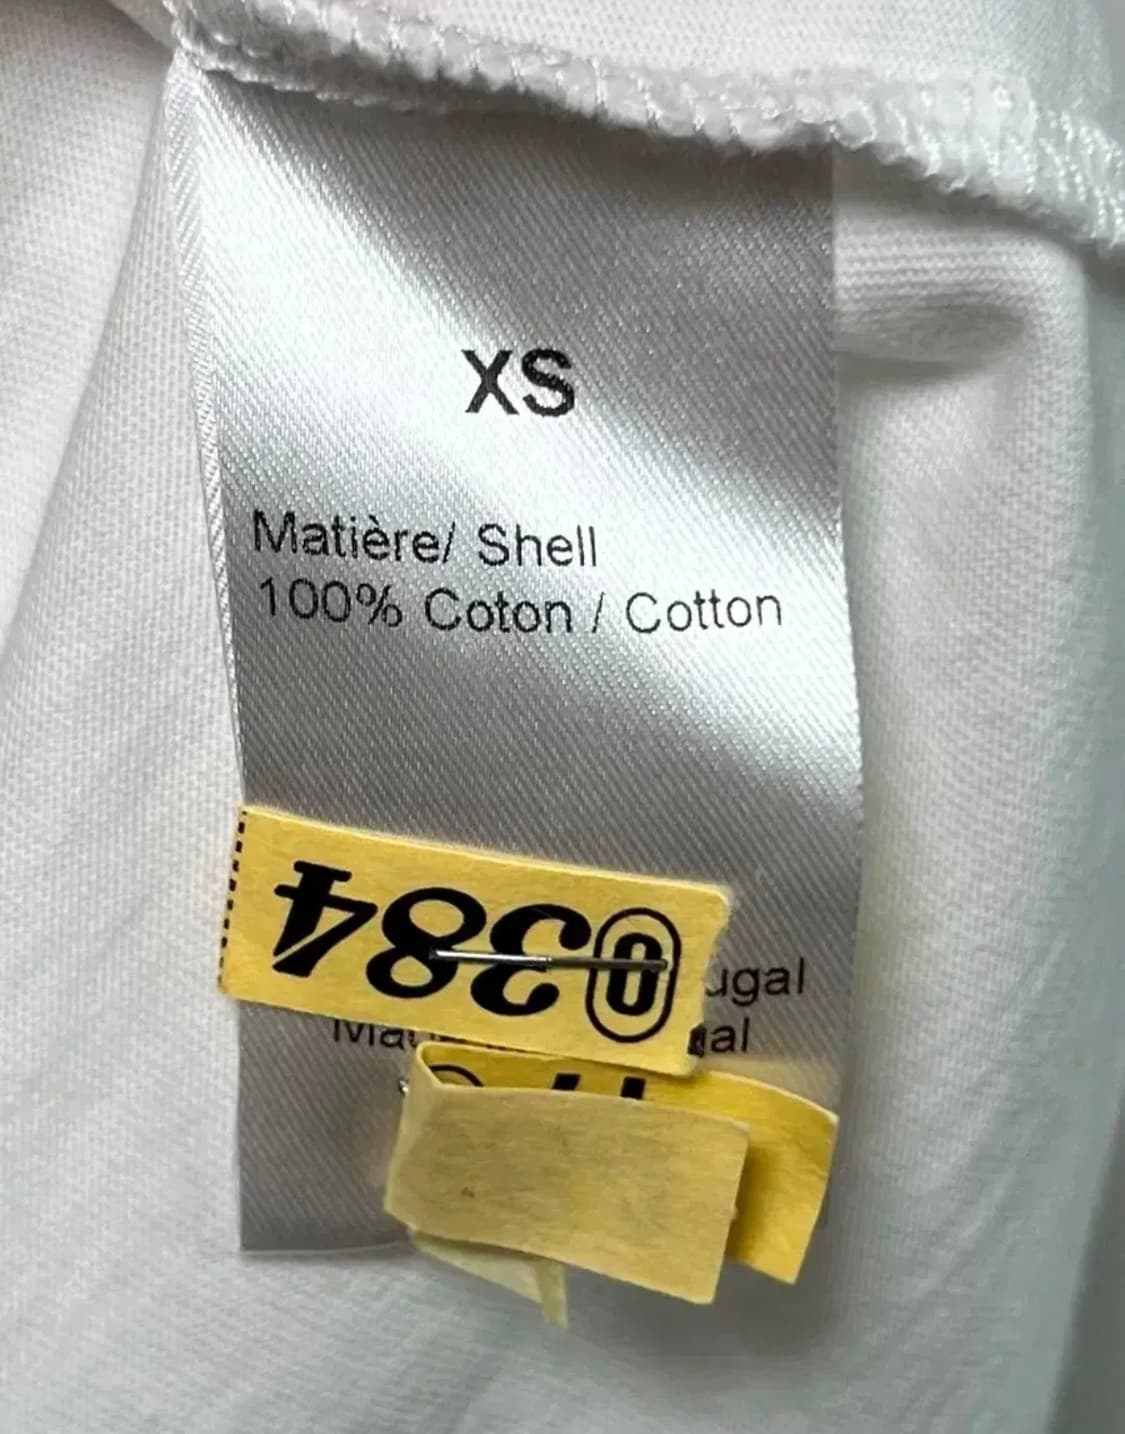 XS
Matière/ Shell
100% Coton / Cotton
0384
ugal
al